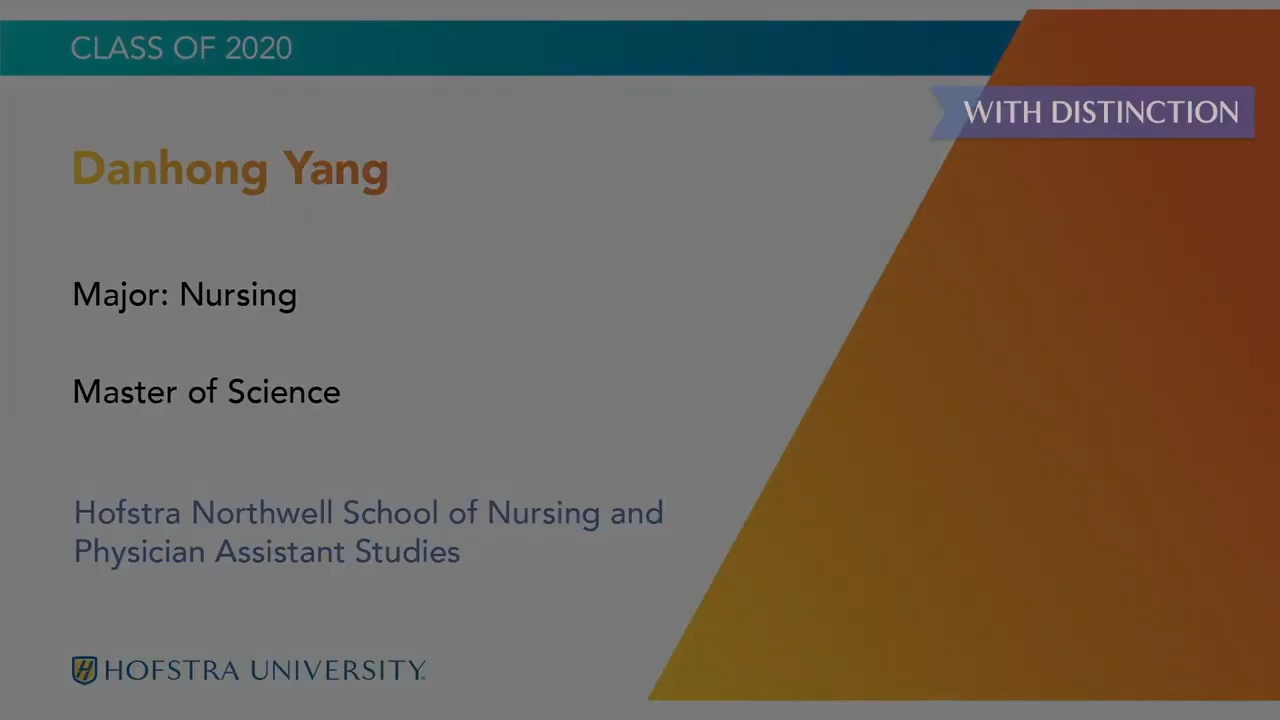 CLASS OF 2020
WITH DISTINCTION
Danhong Yang
Major: Nursing
Master of Science
Hofstra Northwell School of Nursing and
Physician Assistant Studies
H HOFSTRA UNIVERSITY®